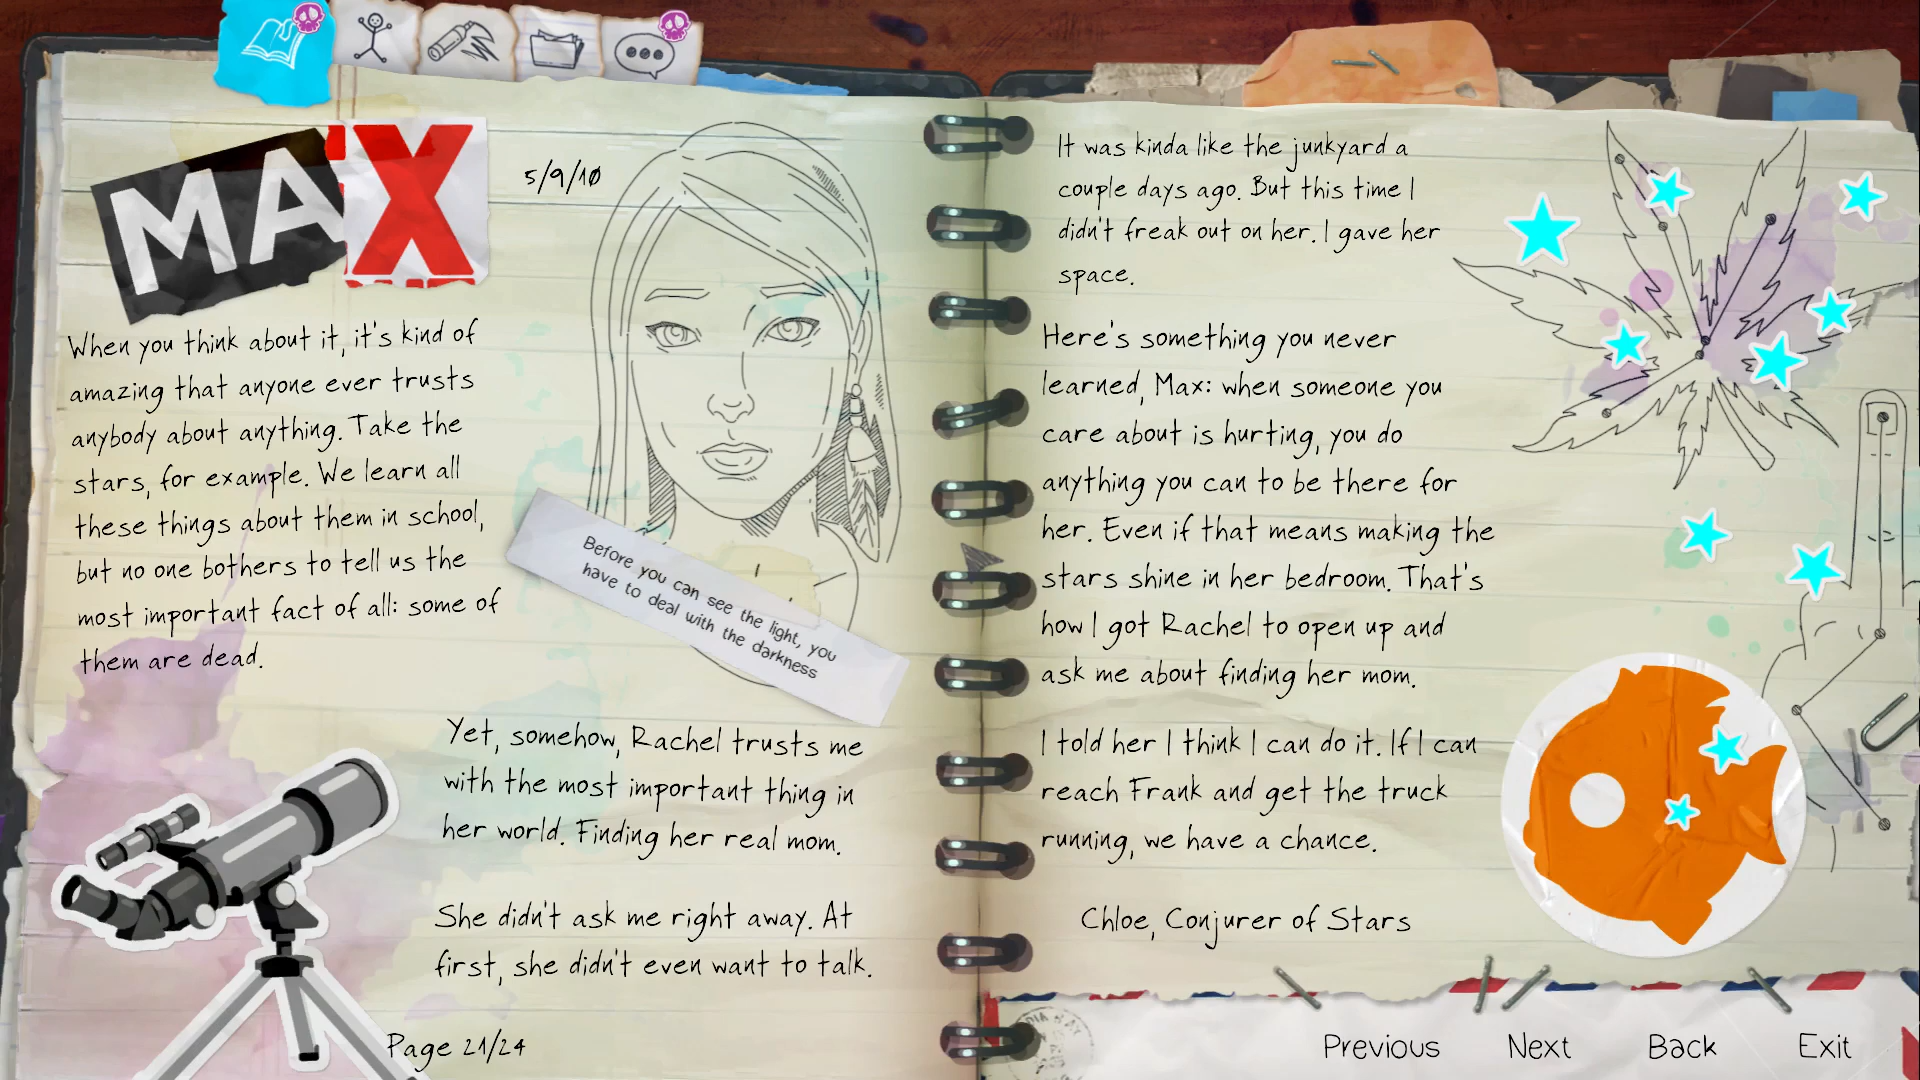 MAX
5/9/10
When you think about it, it's kind of
amazing that anyone ever trusts
anybody about anything. Take the
stars, for example. We learn all
these things about them in school,
but no one bothers to tell us the
most important fact of all: some of
them are dead.
Before you can see the light, you
have to deal with the darkness
Yet, somehow, Rachel trusts me
with the most important thing in
her world. Finding her real mom.
She didn't ask me right away. At
first, she didn't even want to talk.
Page 21/24
It was kinda like the junkyard a
couple days ago. But this time I
didn't freak out on her. I gave her
space.
Here's something you never
learned, Max: when someone you
care about is hurting, you do
anything you can to be there for
her. Even if that means making the
stars shine in her bedroom. That's
how I got Rachel to open up and
ask me about finding her mom.
I told her I think I can do it. If I can
reach Frank and get the truck
running, we have a chance.
Chloe, Conjurer of Stars
Previous Next Back Exit